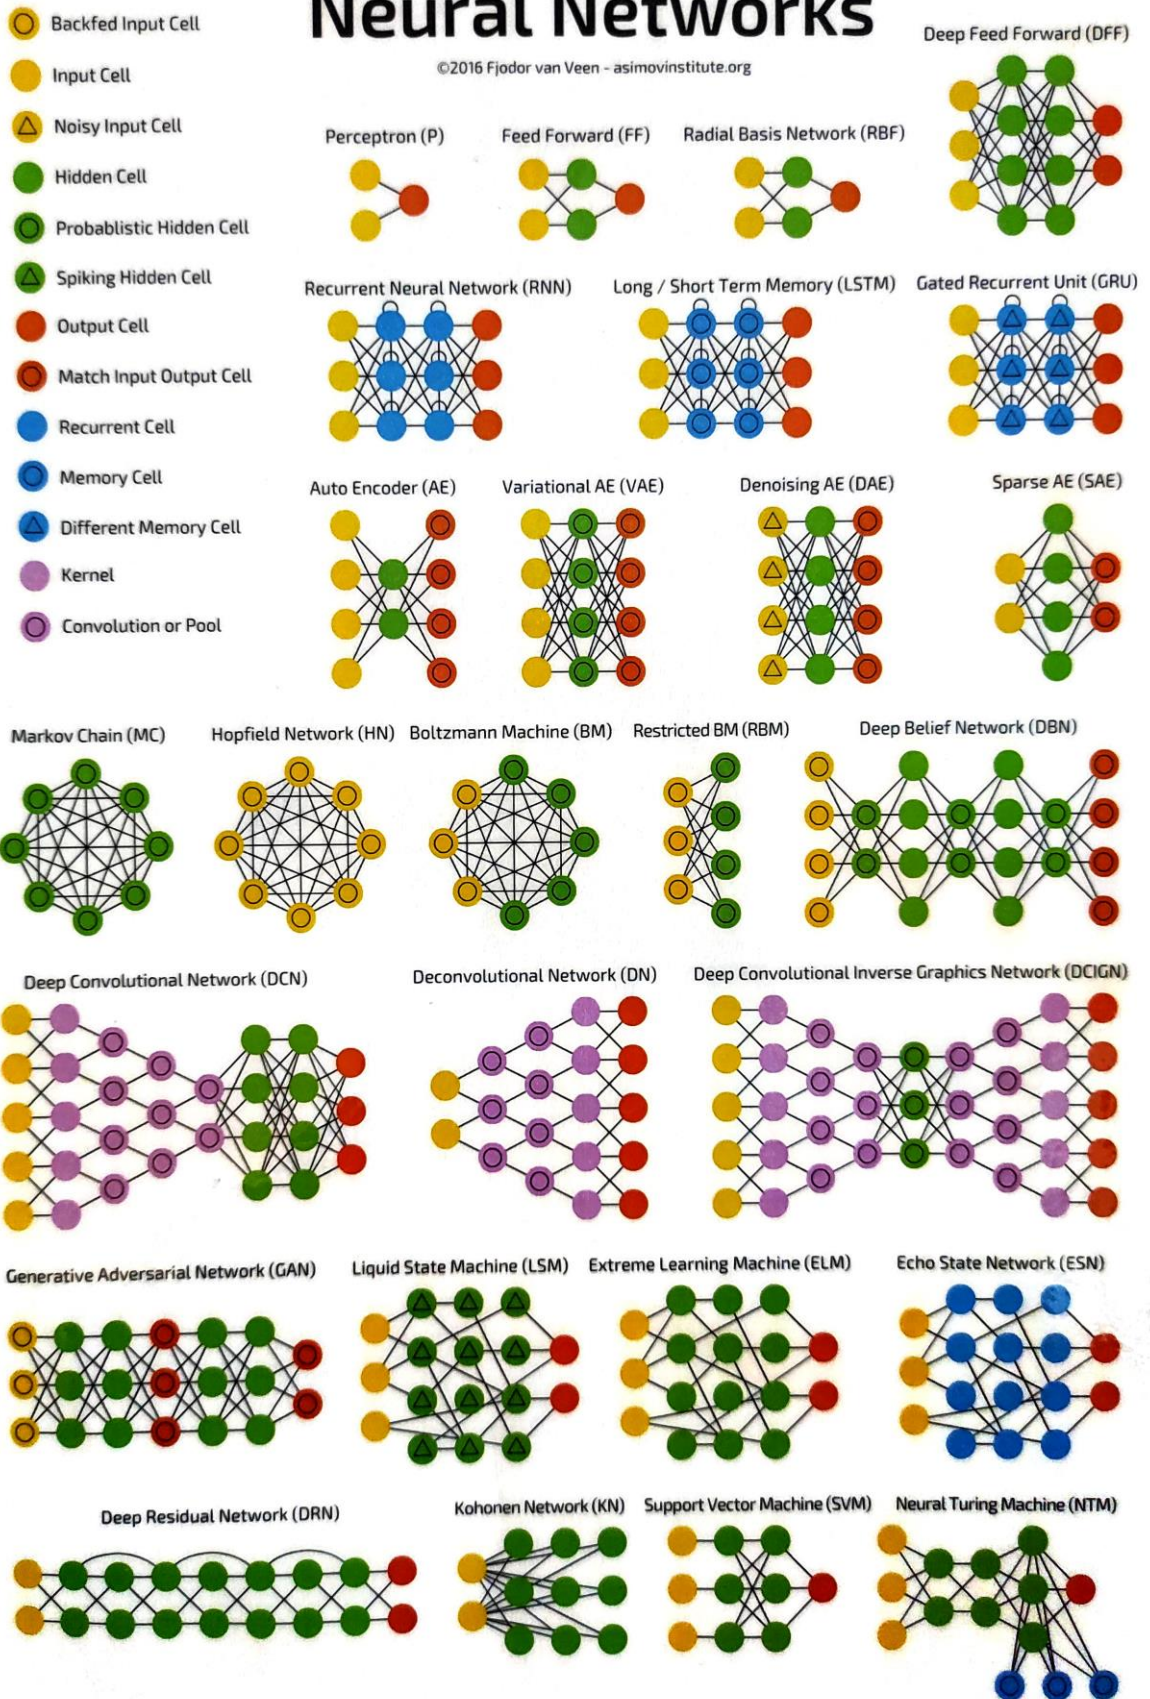 Neural Networks
©2016 Fjodor van Veen - asimovinstitute.org
Backfed Input Cell
Input Cell
Noisy Input Cell
Hidden Cell
Probablistic Hidden Cell
Spiking Hidden Cell
Output Cell
Match Input Output Cell
Recurrent Cell
Memory Cell
Different Memory Cell
Kernel
Convolution or Pool
Perceptron (P)
Feed Forward (FF)
Radial Basis Network (RBF)
Deep Feed Forward (DFF)
Recurrent Neural Network (RNN)
Long / Short Term Memory (LSTM)
Gated Recurrent Unit (GRU)
Auto Encoder (AE)
Variational AE (VAE)
Denoising AE (DAE)
Sparse AE (SAE)
Markov Chain (MC)
Hopfield Network (HN)
Boltzmann Machine (BM)
Restricted BM (RBM)
Deep Belief Network (DBN)
Deep Convolutional Network (DCN)
Deconvolutional Network (DN)
Deep Convolutional Inverse Graphics Network (DCIGN)
Generative Adversarial Network (GAN)
Liquid State Machine (LSM)
Extreme Learning Machine (ELM)
Echo State Network (ESN)
Deep Residual Network (DRN)
Kohonen Network (KN)
Support Vector Machine (SVM)
Neural Turing Machine (NTM)